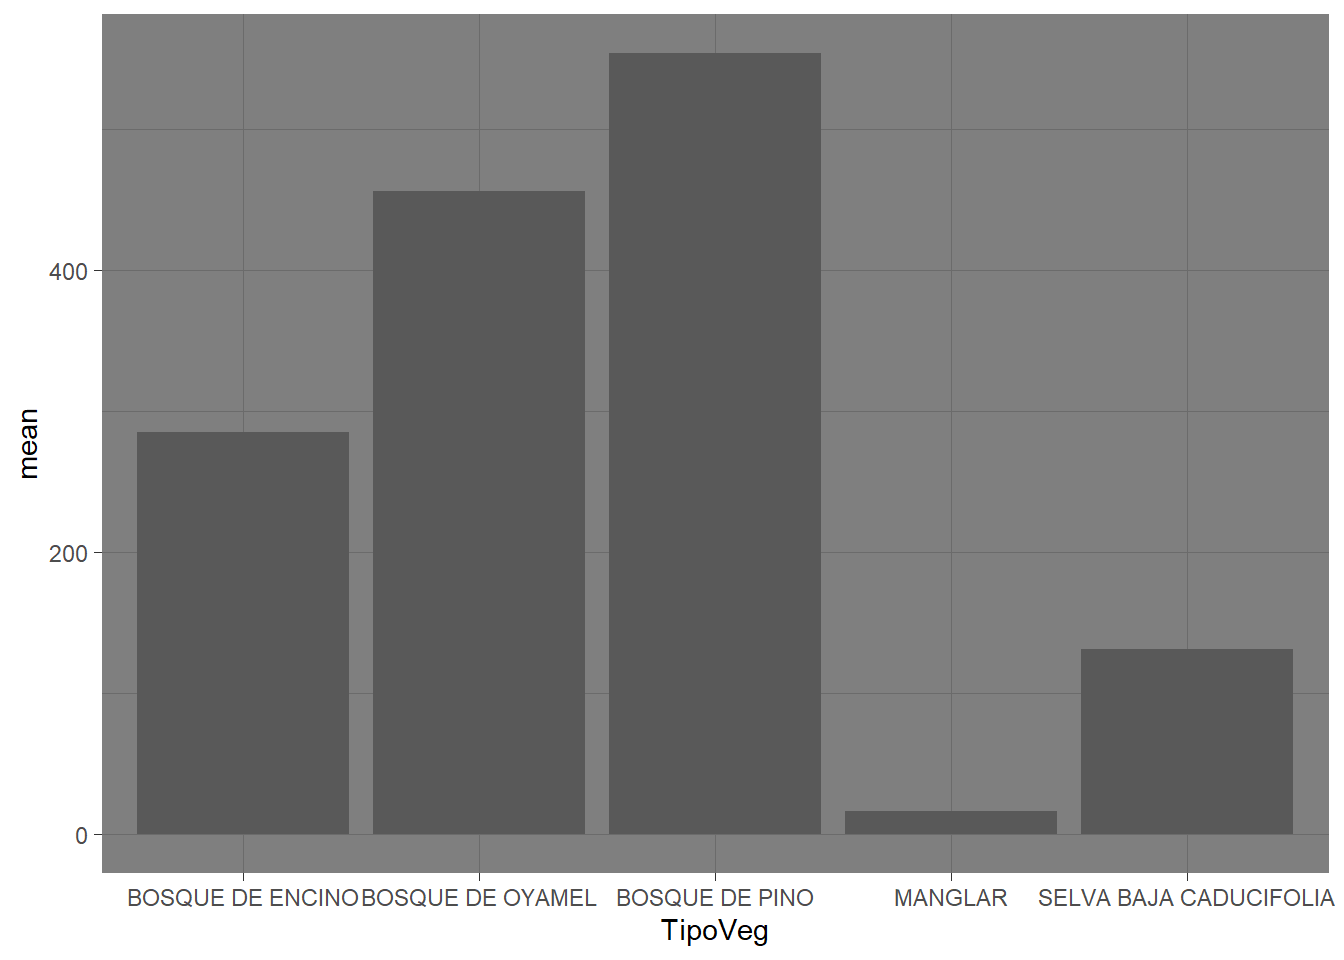 mean
400
200
0
BOSQUE DE ENCINO BOSQUE DE OYAMEL BOSQUE DE PINO MANGLAR SELVA BAJA CADUCIFOLIA
TipoVeg